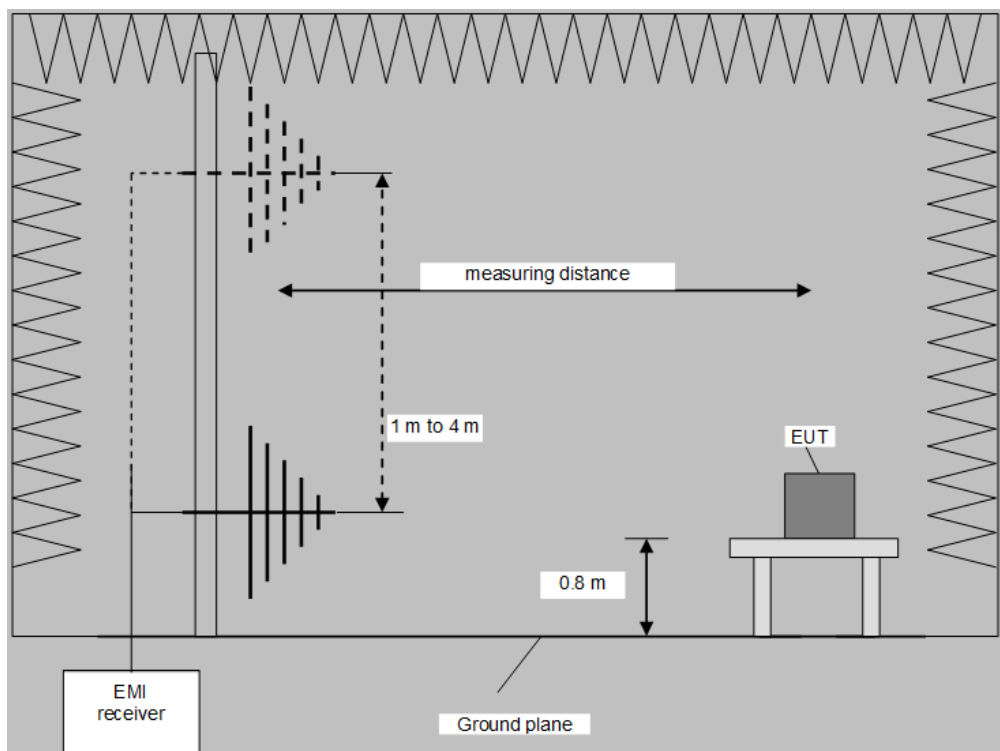 measuring distance
1 m to 4 m
EUT
0.8 m
EMI
receiver
Ground plane